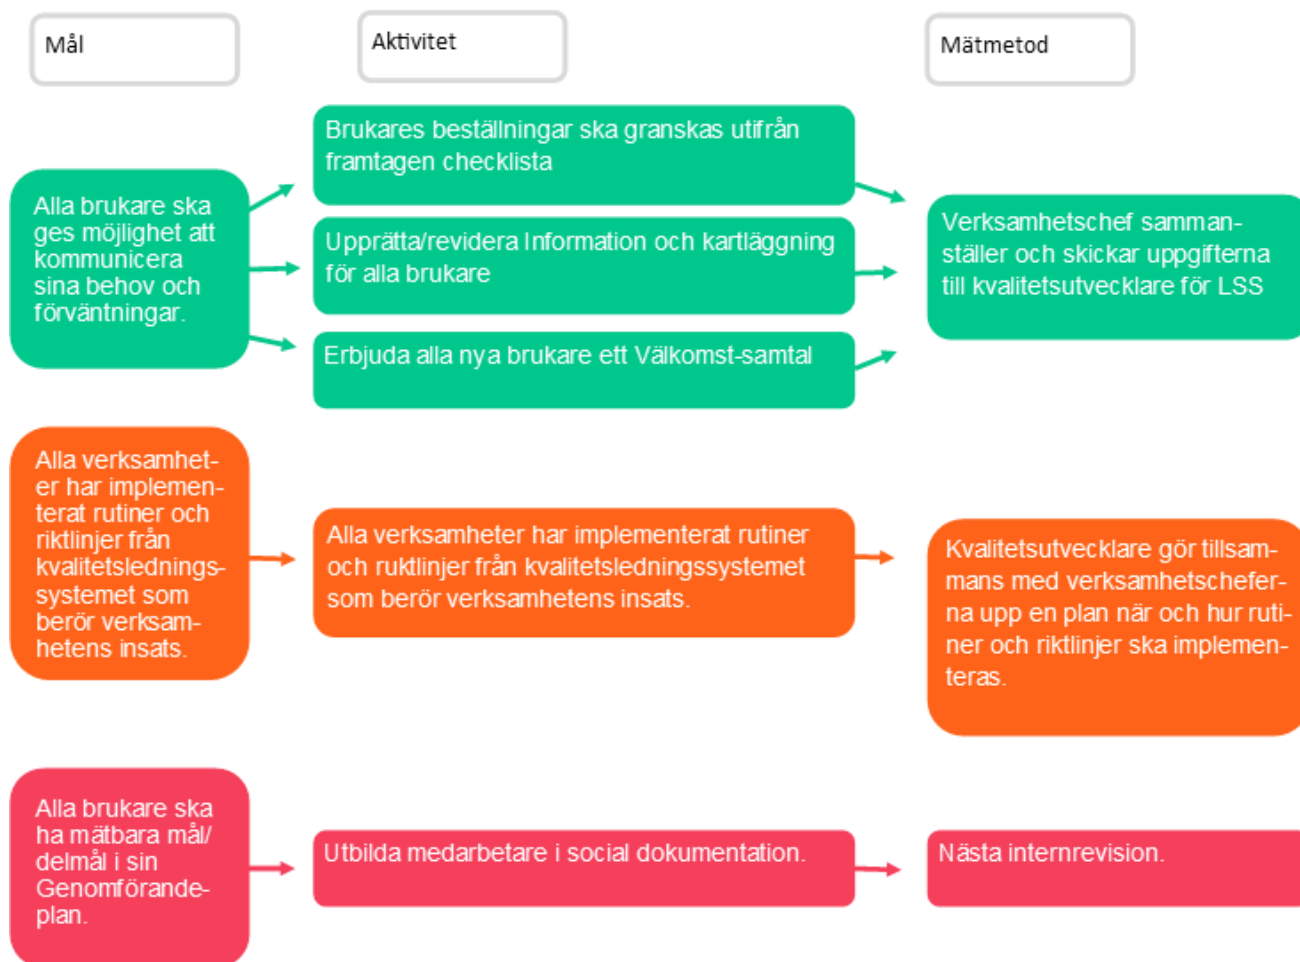 Mål
Aktivitet
Mätmetod
Alla brukare ska
ges möjlighet att
kommunicera
sina behov och
förväntningar.
Brukares beställningar ska granskas utifrån
framtagen checklista
Upprätta/revidera Information och kartläggning
för alla brukare
Erbjuda alla nya brukare ett Välkomst-samtal
Verksamhetschef samman-
ställer och skickar uppgifterna
till kvalitetsutvecklare för LSS
Alla verksamhet-
er har implemen-
terat rutiner och
riktlinjer från
kvalitetslednings-
systemet som
berör verksam-
hetens insats.
Alla verksamheter har implementerat rutiner
och ruktlinjer från kvalitetsledningssystemet
som berör verksamhetens insats.
Kvalitetsutvecklare gör tillsam-
mans med verksamhetschefer-
na upp en plan när och hur ruti-
ner och riktlinjer ska implemen-
teras.
Alla brukare ska
ha mätbara mål/
delmål i sin
Genomförande-
plan.
Utbilda medarbetare i social dokumentation.
Nästa internrevision.